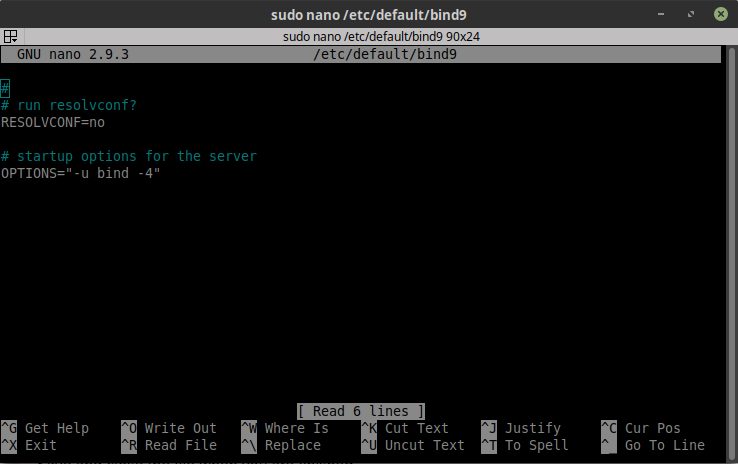 sudo nano /etc/default/bind9
sudo nano /etc/default/bind9 90x24
GNU nano 2.9.3 /etc/default/bind9
#
# run resolvconf?
RESOLVCONF=no
# startup options for the server
OPTIONS="-u bind -4"
[ Read 6 lines ]
^G Get Help ^O Write Out ^W Where Is ^K Cut Text ^J Justify ^C Cur Pos
^X Exit ^R Read File ^\ Replace ^U Uncut Text ^T To Spell ^_ Go To Line